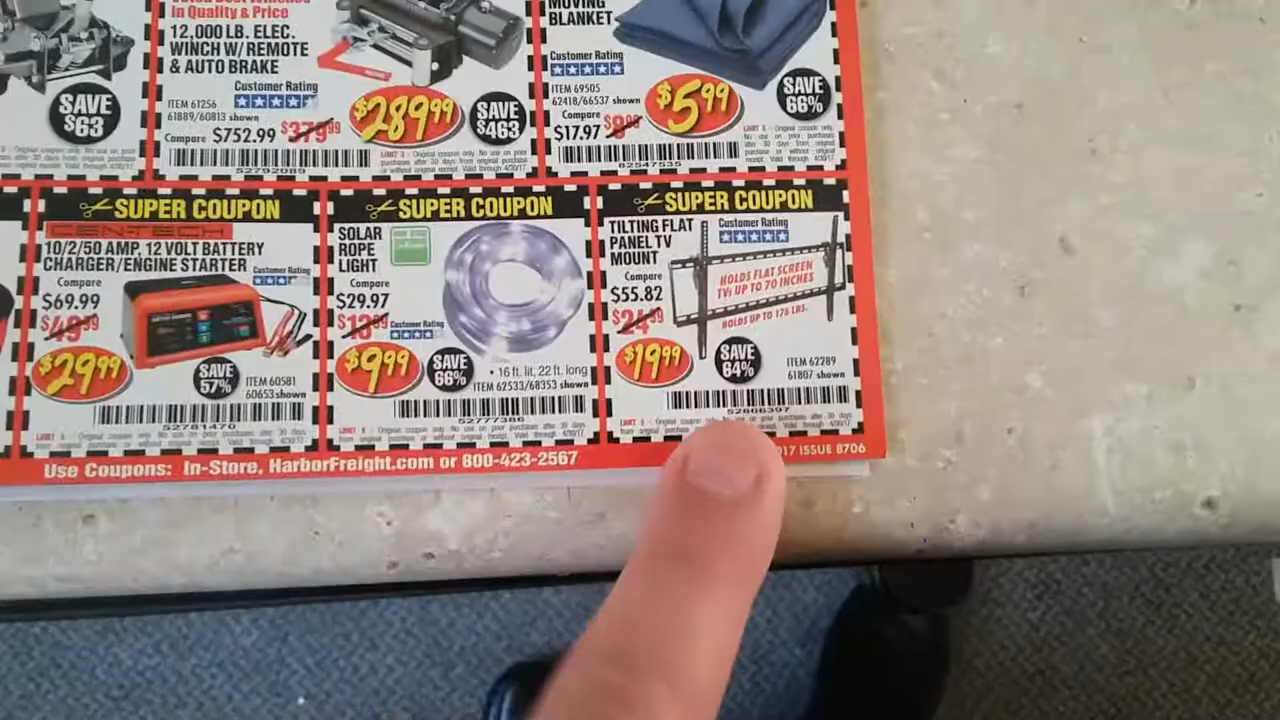 in Quality & Price
12,000 LB. ELEC.
WINCH W/ REMOTE
& AUTO BRAKE
Customer Rating
ITEM 61256
61889/60813 shown
Compare $752.99
$379.99
$289.99
SAVE
$463
52792089
SAVE
$63
MOVING
BLANKET
Customer Rating
ITEM 69505
62418/66537 shown
Compare
$17.97
$5.99
SAVE
66%
82547535
SUPER COUPON
CENTECH
10/2/50 AMP, 12 VOLT BATTERY
CHARGER/ENGINE STARTER
Customer Rating
Compare
$69.99
$29.99
SAVE
57%
ITEM 60581
60653 shown
52781470
SUPER COUPON
SOLAR
ROPE
LIGHT
Compare
$29.97
Customer Rating
$9.99
SAVE
66%
• 16 ft. lit, 22 ft. long
ITEM 62533/68353 shown
52777386
SUPER COUPON
TILTING FLAT
PANEL TV
MOUNT
Customer Rating
Compare
$55.82
$24.99
$19.99
HOLDS FLAT SCREEN
TVs UP TO 70 INCHES
HOLDS UP TO 176 LBS.
SAVE
64%
ITEM 62289
61807 shown
52806397
Use Coupons: In-Store, HarborFreight.com or 800-423-2567
017 ISSUE 8706